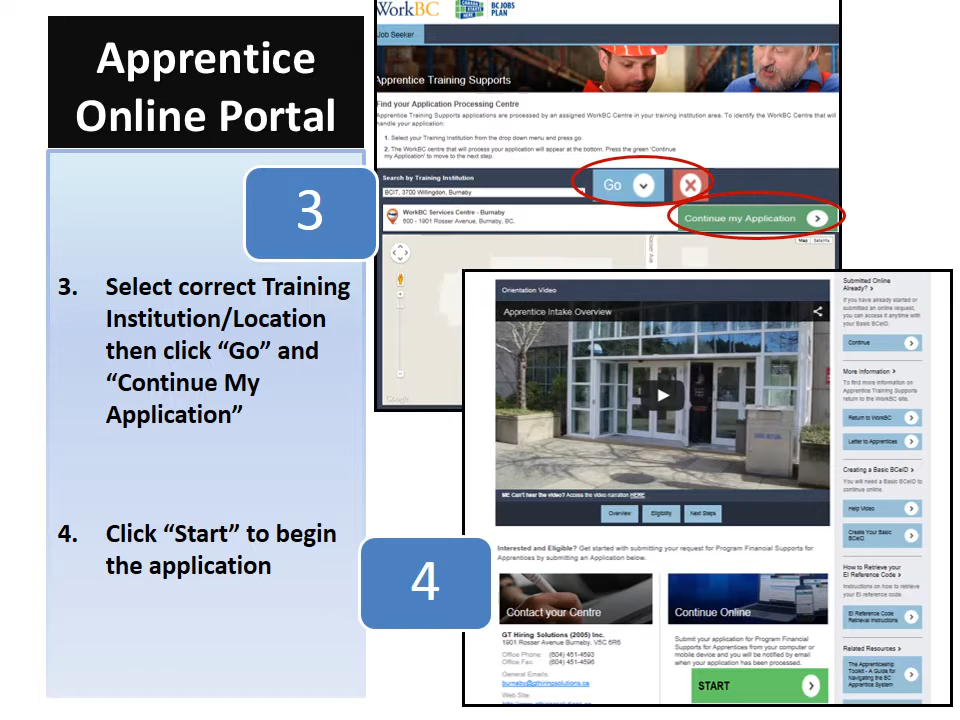 Apprentice
Online Portal
3
3. Select correct Training
Institution/Location
then click “Go” and
“Continue My
Application”
4. Click “Start” to begin
the application
4
WorkBC
CANADA STARTS HERE
BC JOBS
PLAN
Job Seeker
Apprentice Training Supports
Find your Application Processing Centre
Apprentice Training Supports applications are processed by an assigned WorkBC Centre in your training institution area. To identify the WorkBC Centre that will
handle your application:
1. Select your Training Institution from the drop down menu and press go.
2. The WorkBC centre that will process your application will appear at the bottom. Press the green 'Continue
my Application' to move to the next step.
Search by Training Institution
BCIT, 3700 Willingdon, Burnaby
Go
WorkBC Services Centre - Burnaby
600 - 1901 Rosser Avenue, Burnaby, BC,
Continue my Application
Map Satellite
Rosser Ave
Google
Orientation Video
Apprentice Intake Overview
ME Can't hear the video? Access the video narration HERE.
Overview
Eligibility
Next Steps
Interested and Eligible? Get started with submitting your request for Program Financial Supports for
Apprentices by submitting an Application below.
Contact your Centre
GT Hiring Solutions (2005) Inc.
1901 Rosser Avenue Burnaby, V5C 6R6
Office Phone: (604) 451-4593
Office Fax: (604) 451-4596
General Emails:
burnaby@gthiringsolutions.ca
Web Site:
Continue Online
Submit your application for Program Financial
Supports for Apprentices from your computer or
mobile device and you will be notified by email
when your application has been processed.
START
Submitted Online
Already?
If you have already started or
submitted an online request,
you can access it anytime with
your Basic BCeID.
Continue
More Information
To find more information on
Apprentice Training Supports
return to the WorkBC site.
Return to WorkBC
Letter to Apprentices
Creating a Basic BCeID
You will need a Basic BCeID to
continue online.
Help Video
Create Your Basic
BCeID
How to Retrieve your
EI Reference Code
Instructions on how to retrieve
your EI reference code.
EI Reference Code
Retrieval Instructions
Related Resources
The Apprenticeship
Toolkit - A Guide for
Navigating the BC
Apprentice System